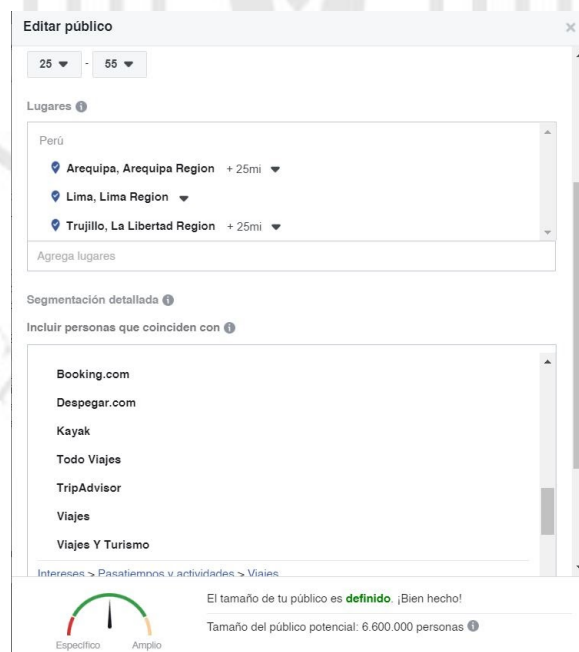 Editar público
25 - 55
Lugares
Perú
Arequipa, Arequipa Region + 25mi
Lima, Lima Region
Trujillo, La Libertad Region + 25mi
Agrega lugares
Segmentación detallada
Incluir personas que coinciden con
Booking.com
Despegar.com
Kayak
Todo Viajes
TripAdvisor
Viajes
Viajes Y Turismo
Intereses > Pasatiempos y actividades > Viajes
El tamaño de tu público es definido. ¡Bien hecho!
Tamaño del público potencial: 6.600.000 personas
Específico Amplio